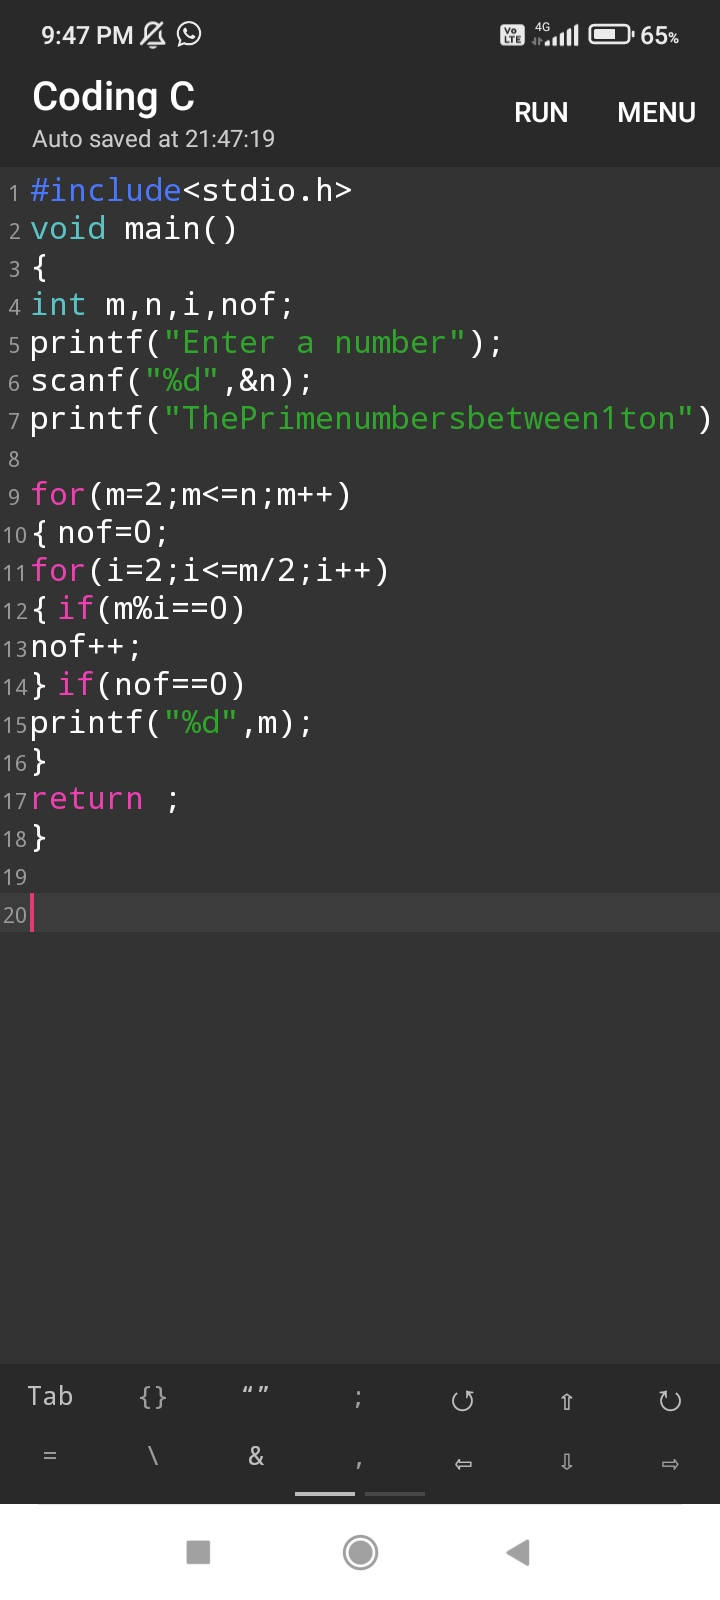 9:47 PM Vo LTE 4G 65%
Coding C
RUN MENU
Auto saved at 21:47:19
1 #include<stdio.h>
2 void main()
3 {
4 int m,n,i,nof;
5 printf("Enter a number");
6 scanf("%d",&n);
7 printf("ThePrimenumbersbetween1ton")
8
9 for(m=2;m<=n;m++)
10 { nof=0;
11 for(i=2;i<=m/2;i++)
12 { if(m%i==0)
13 nof++;
14 } if(nof==0)
15 printf("%d",m);
16 }
17 return ;
18 }
19
20
Tab {} “” ; ↺ ⇧ ↻
= \ & , ⇦ ⇩ ⇨